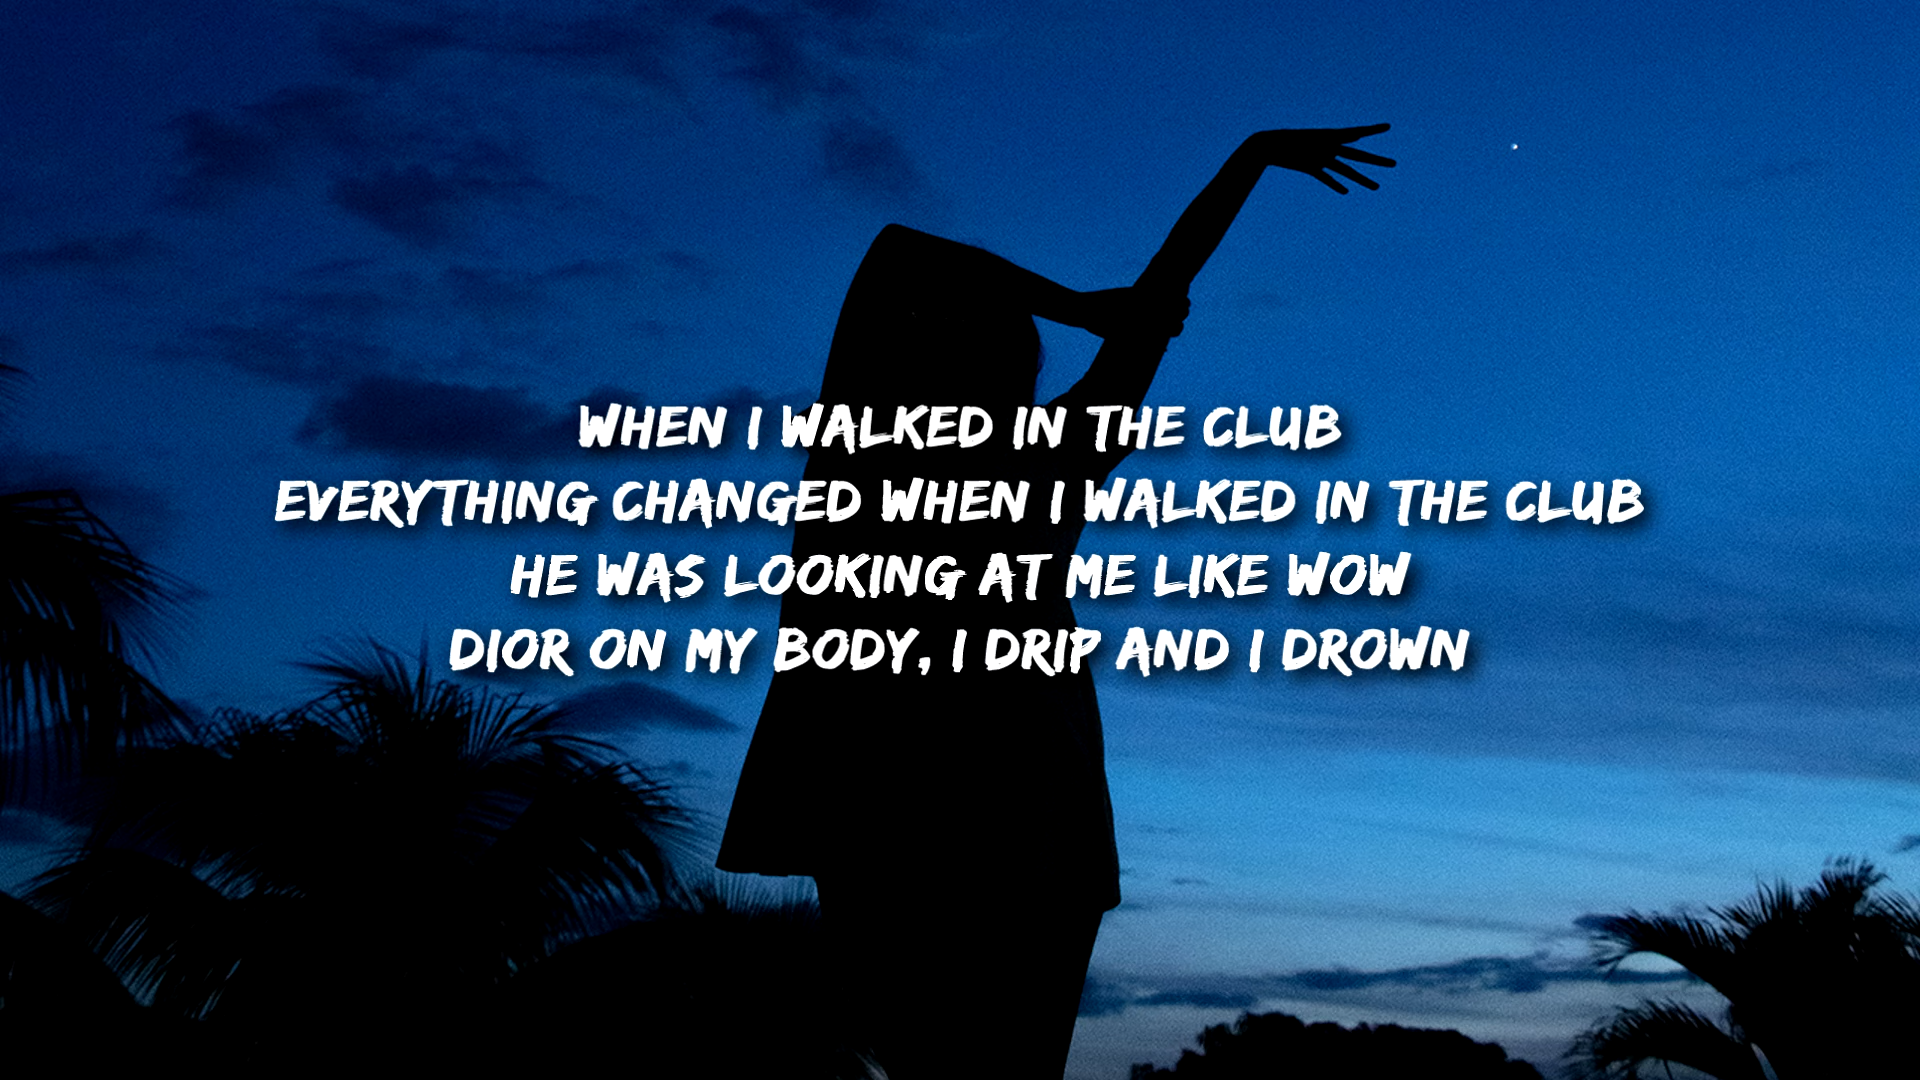 WHEN I WALKED IN THE CLUB
EVERYTHING CHANGED WHEN I WALKED IN THE CLUB
HE WAS LOOKING AT ME LIKE WOW
DIOR ON MY BODY, I DRIP AND I DROWN